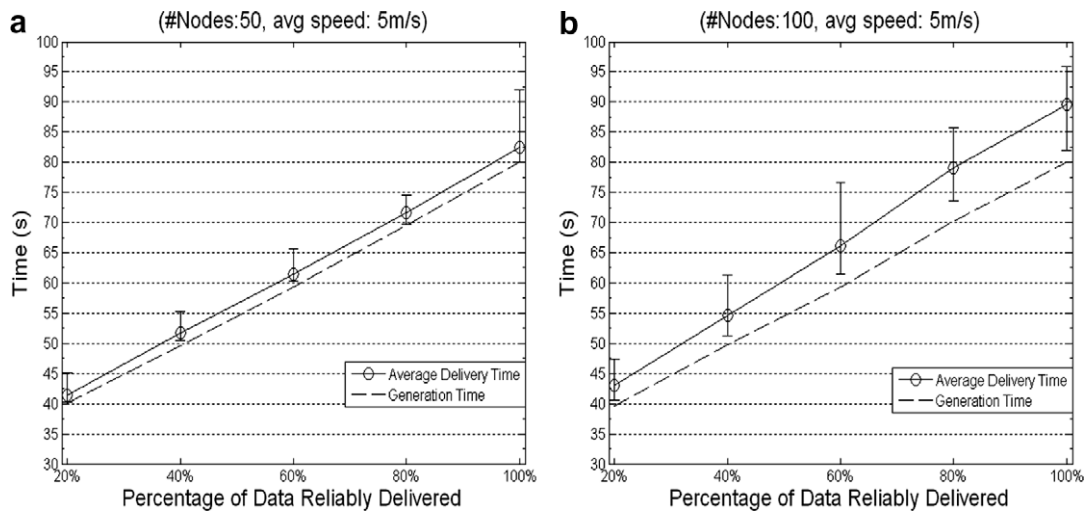 a
(#Nodes:50, avg speed: 5m/s)
100
95
90
85
80
75
70
65
60
55
50
45
40
35
30
Time (s)
Average Delivery Time
Generation Time
20% 40% 60% 80% 100%
Percentage of Data Reliably Delivered
b
(#Nodes:100, avg speed: 5m/s)
100
95
90
85
80
75
70
65
60
55
50
45
40
35
30
Time (s)
Average Delivery Time
Generation Time
20% 40% 60% 80% 100%
Percentage of Data Reliably Delivered